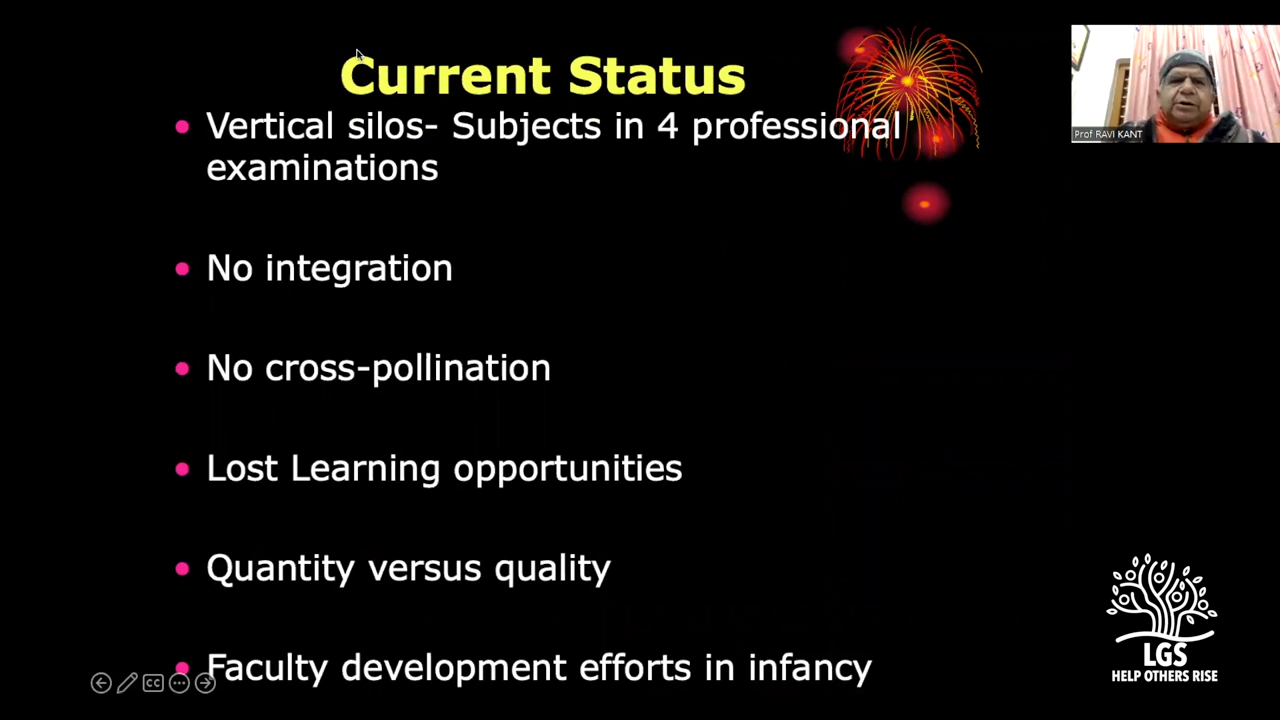 Current Status
Vertical silos- Subjects in 4 professional
examinations
No integration
No cross-pollination
Lost Learning opportunities
Quantity versus quality
Faculty development efforts in infancy
Prof RAVI KANT
CC
LGS
HELP OTHERS RISE